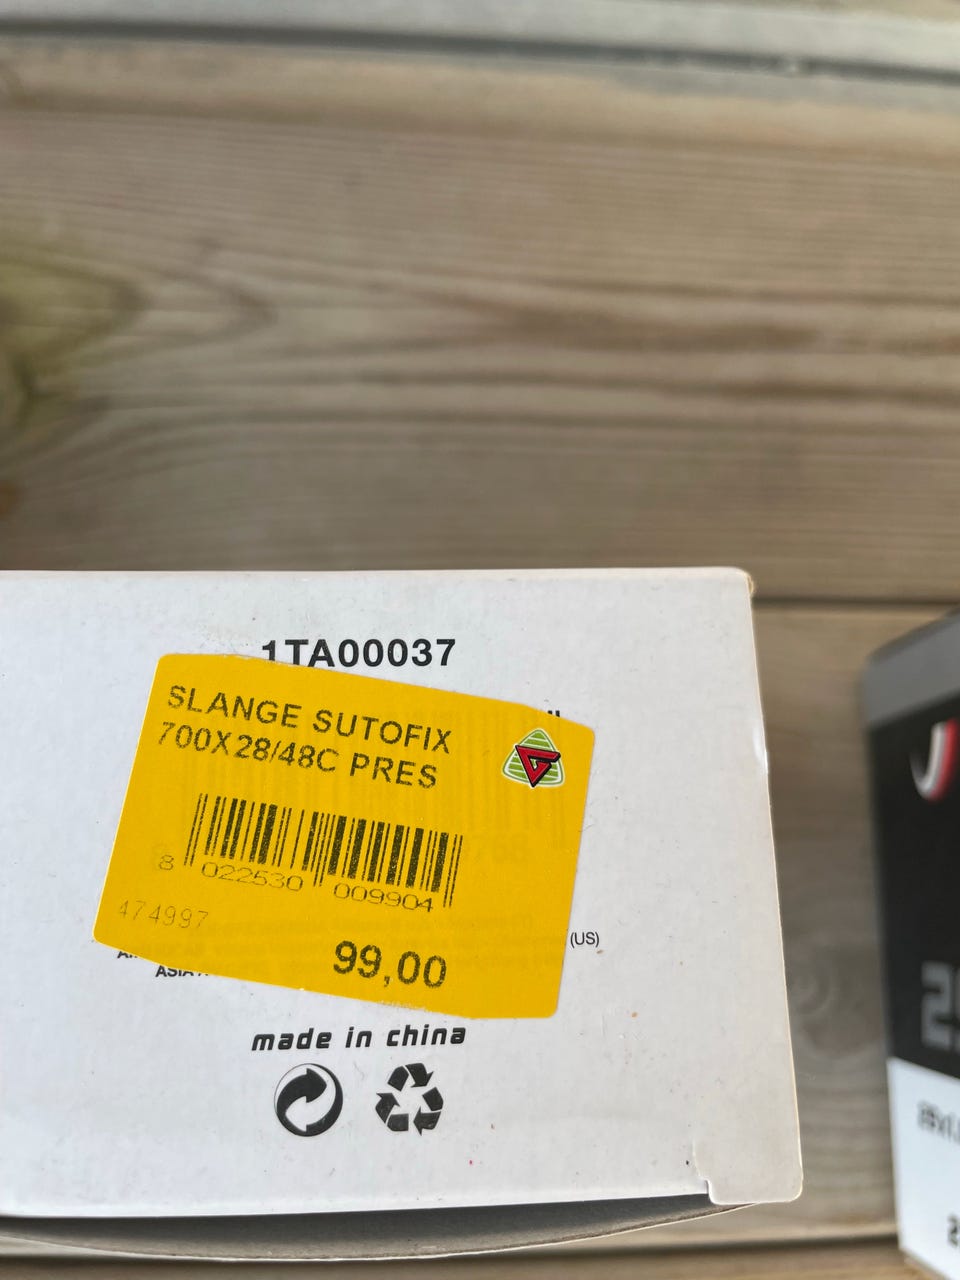 1TA00037
SLANGE SUTOFIX
700X28/48C PRES
8 022530 009904
474997
99,00
(US)
made in china